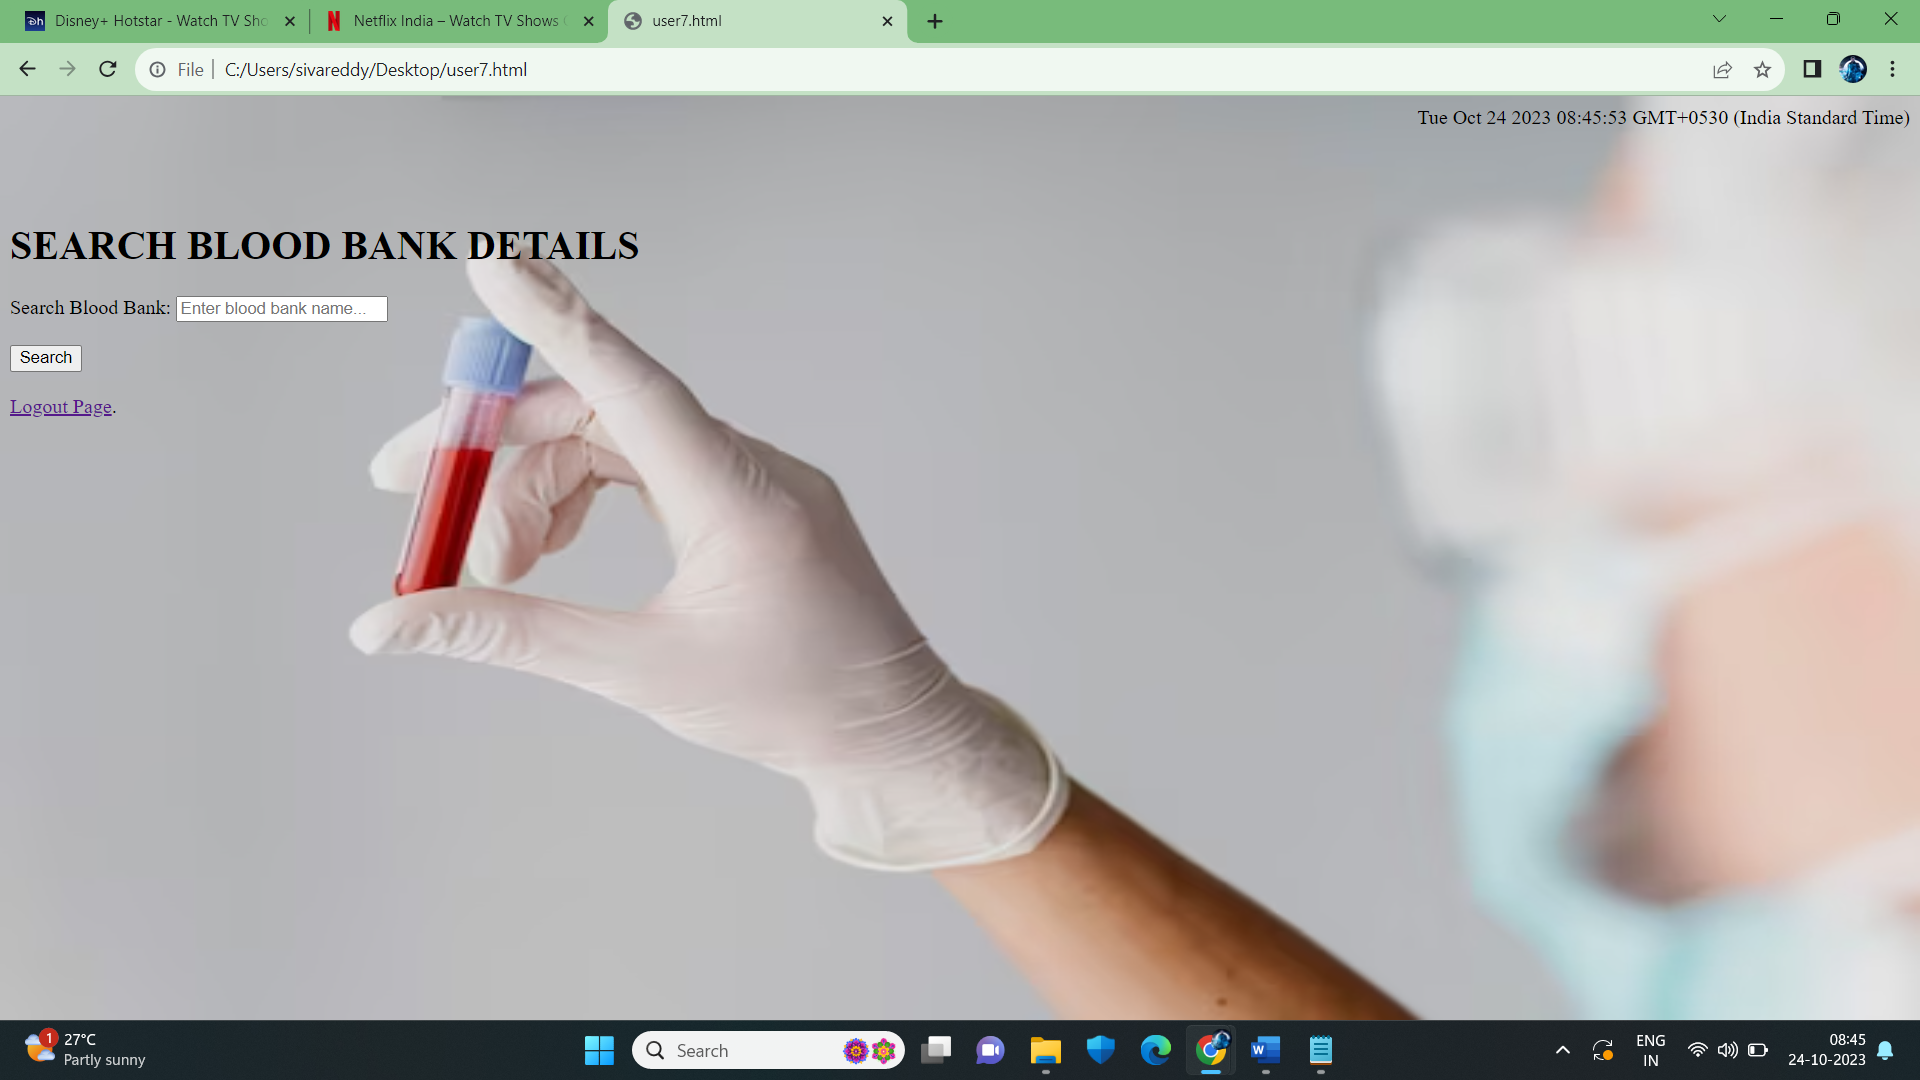 Disney+ Hotstar - Watch TV Sho
Netflix India – Watch TV Shows
user7.html
File
C:/Users/sivareddy/Desktop/user7.html
Tue Oct 24 2023 08:45:53 GMT+0530 (India Standard Time)
SEARCH BLOOD BANK DETAILS
Search Blood Bank: Enter blood bank name...
Search
Logout Page.
1
27°C
Partly sunny
Search
ENG
IN
08:45
24-10-2023